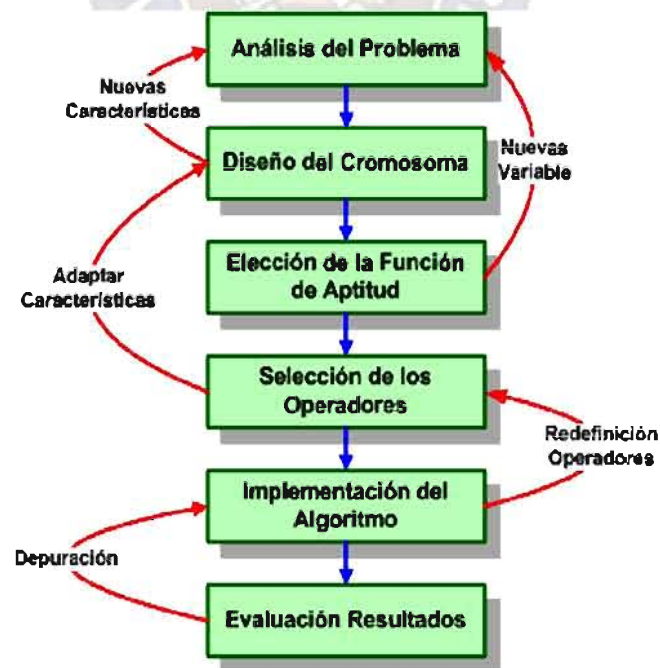 Análisis del Problema
Nuevas
Características
Diseño del Cromosoma
Nuevas
Variable
Elección de la Función
de Aptitud
Adaptar
Características
Selección de los
Operadores
Redefinición
Operadores
Implementación del
Algoritmo
Depuración
Evaluación Resultados